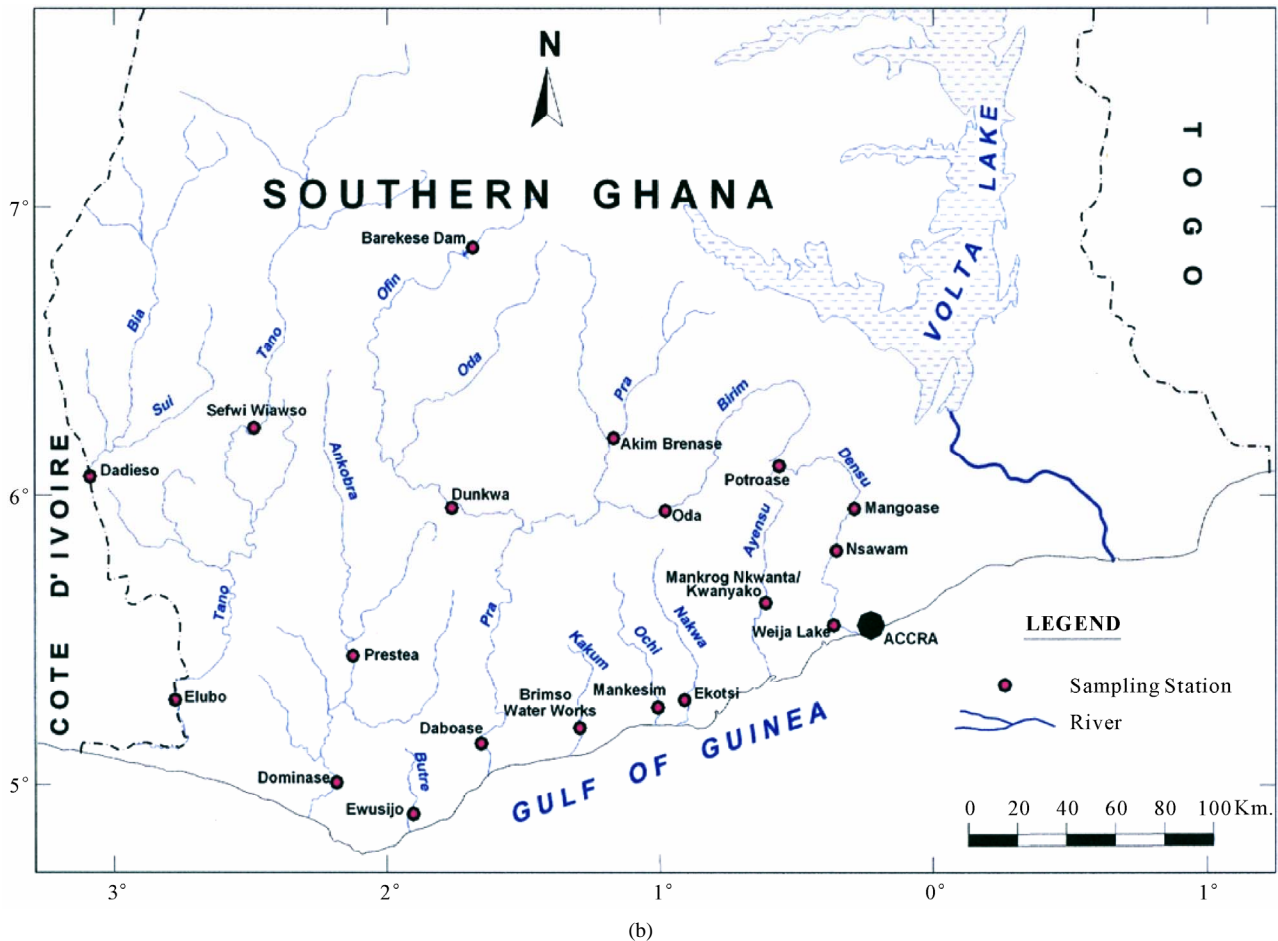 N
SOUTHERN GHANA
TOGO
VOLTA LAKE
COTE D'IVOIRE
GULF OF GUINEA
7°
6°
5°
Barekese Dam
Ofin
Bia
Tano
Oda
Sui
Sefwi Wiawso
Pra
Birim
Akim Brenase
Dadieso
Ankobra
Potroase
Densu
Dunkwa
Oda
Mangoase
Ayensu
Nsawam
Mankrog Nkwanta/
Kwanyako
Tano
Pra
Nakwa
Weija Lake
ACCRA
Kakum
Ochi
Prestea
Elubo
Brimso
Water Works
Mankesim
Ekotsi
Daboase
Butre
Dominase
Ewusijo
LEGEND
Sampling Station
River
0 20 40 60 80 100 Km.
3° 2° 1° 0° 1°
(b)